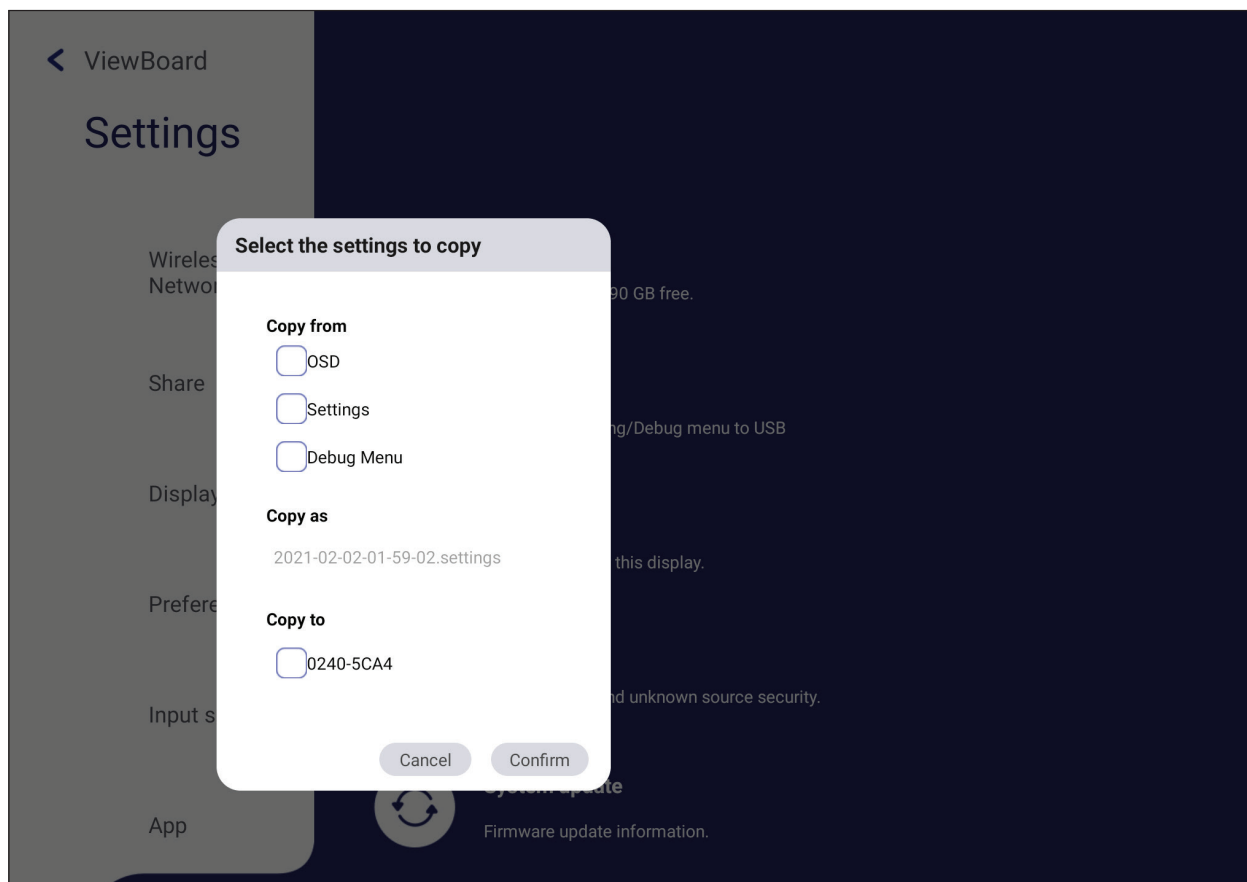 ViewBoard
Settings
Select the settings to copy
Wireles
Networ
90 GB free.
Copy from
OSD
Share
Settings
ng/Debug menu to USB
Debug Menu
Display
Copy as
2021-02-02-01-59-02.settings
this display.
Prefere
Copy to
0240-5CA4
nd unknown source security.
Input s
Cancel Confirm
System update
App
Firmware update information.